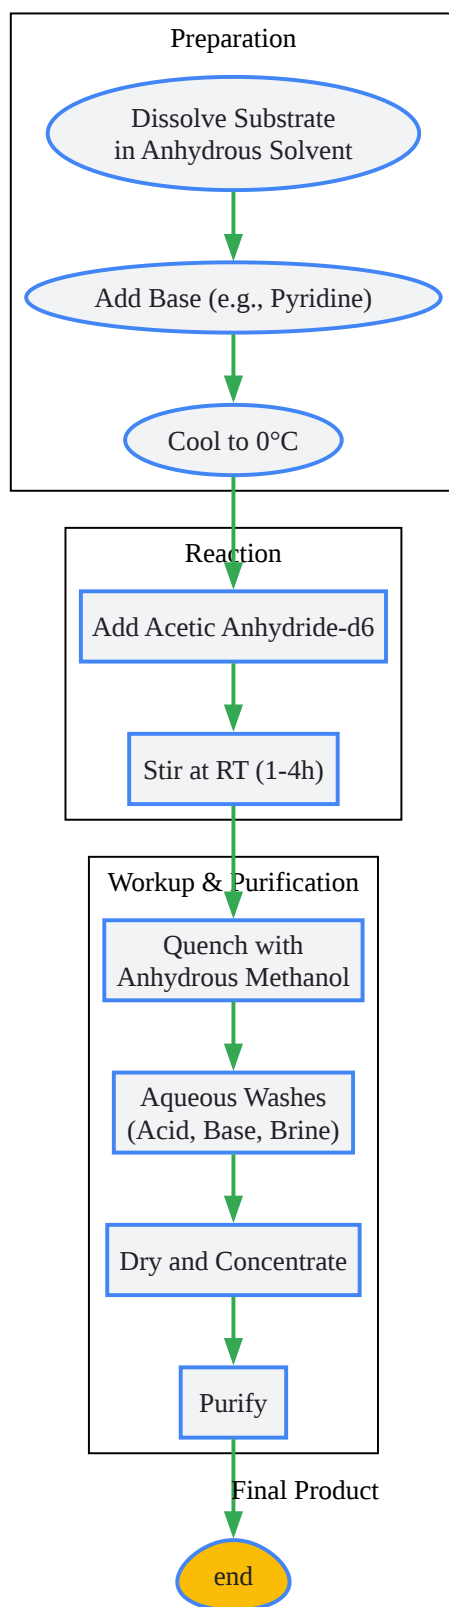 Preparation
Dissolve Substrate
in Anhydrous Solvent
Add Base (e.g., Pyridine)
Cool to 0°C
Reaction
Add Acetic Anhydride-d6
Stir at RT (1-4h)
Workup & Purification
Quench with
Anhydrous Methanol
Aqueous Washes
(Acid, Base, Brine)
Dry and Concentrate
Purify
Final Product
end